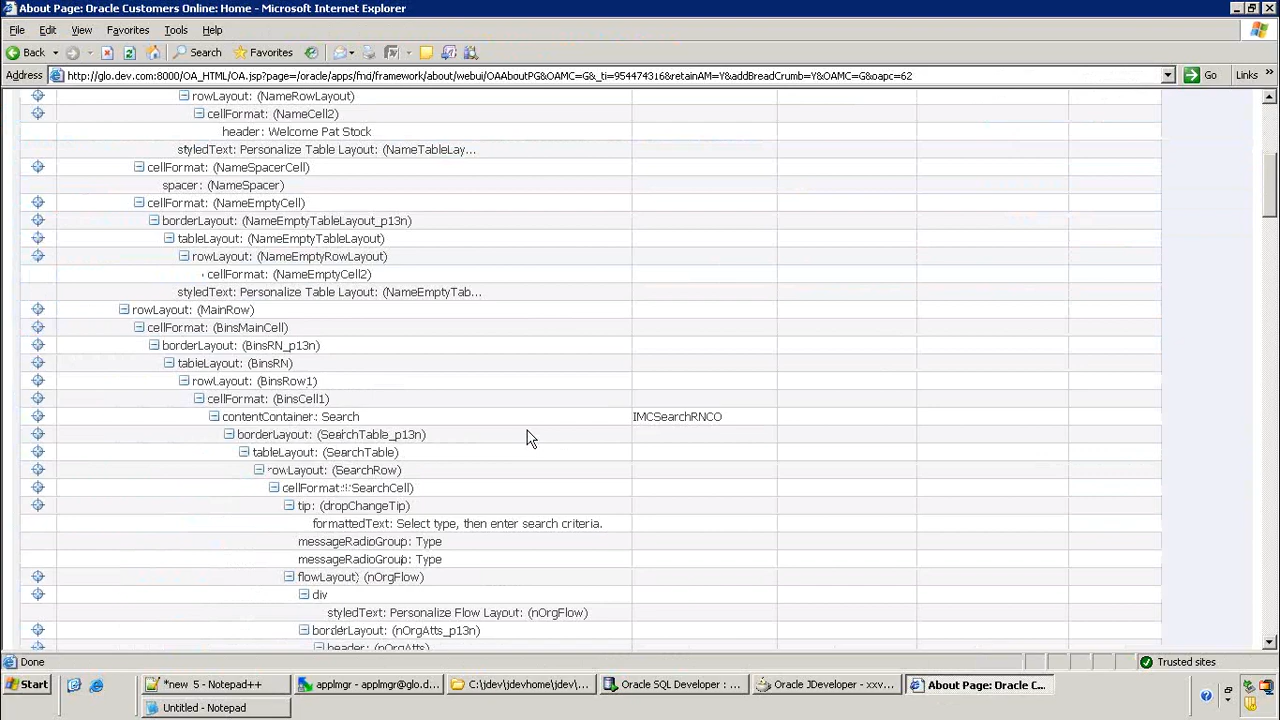 About Page: Oracle Customers Online: Home - Microsoft Internet Explorer
File Edit View Favorites Tools Help
Back Search Favorites
Address http://glo.dev.com:8000/OA_HTML/OA.jsp?page=/oracle/apps/fnd/framework/about/webui/OAAboutPG&OAMC=G&_ti=954474316&retainAM=Y&addBreadCrumb=Y&OAMC=G&oapc=62 Go Links »
rowLayout: (NameRowLayout)
cellFormat: (NameCell2)
header: Welcome Pat Stock
styledText: Personalize Table Layout: (NameTableLay...
cellFormat: (NameSpacerCell)
spacer: (NameSpacer)
cellFormat: (NameEmptyCell)
borderLayout: (NameEmptyTableLayout_p13n)
tableLayout: (NameEmptyTableLayout)
rowLayout: (NameEmptyRowLayout)
cellFormat: (NameEmptyCell2)
styledText: Personalize Table Layout: (NameEmptyTab...
rowLayout: (MainRow)
cellFormat: (BinsMainCell)
borderLayout: (BinsRN_p13n)
tableLayout: (BinsRN)
rowLayout: (BinsRow1)
cellFormat: (BinsCell1)
contentContainer: Search IMCSearchRNCO
borderLayout: (SearchTable_p13n)
tableLayout: (SearchTable)
rowLayout: (SearchRow)
cellFormat: (SearchCell)
tip: (dropChangeTip)
formattedText: Select type, then enter search criteria.
messageRadioGroup: Type
messageRadioGroup: Type
flowLayout: (nOrgFlow)
div
styledText: Personalize Flow Layout: (nOrgFlow)
borderLayout: (nOrgAtts_p13n)
header: (nOrgAtts)
Done Trusted sites
Start *new 5 - Notepad++ applmgr - applmgr@glo.d... C:\jdev\jdevhome\jdev\... Oracle SQL Developer : ... Oracle JDeveloper - xxv... About Page: Oracle C...
Untitled - Notepad